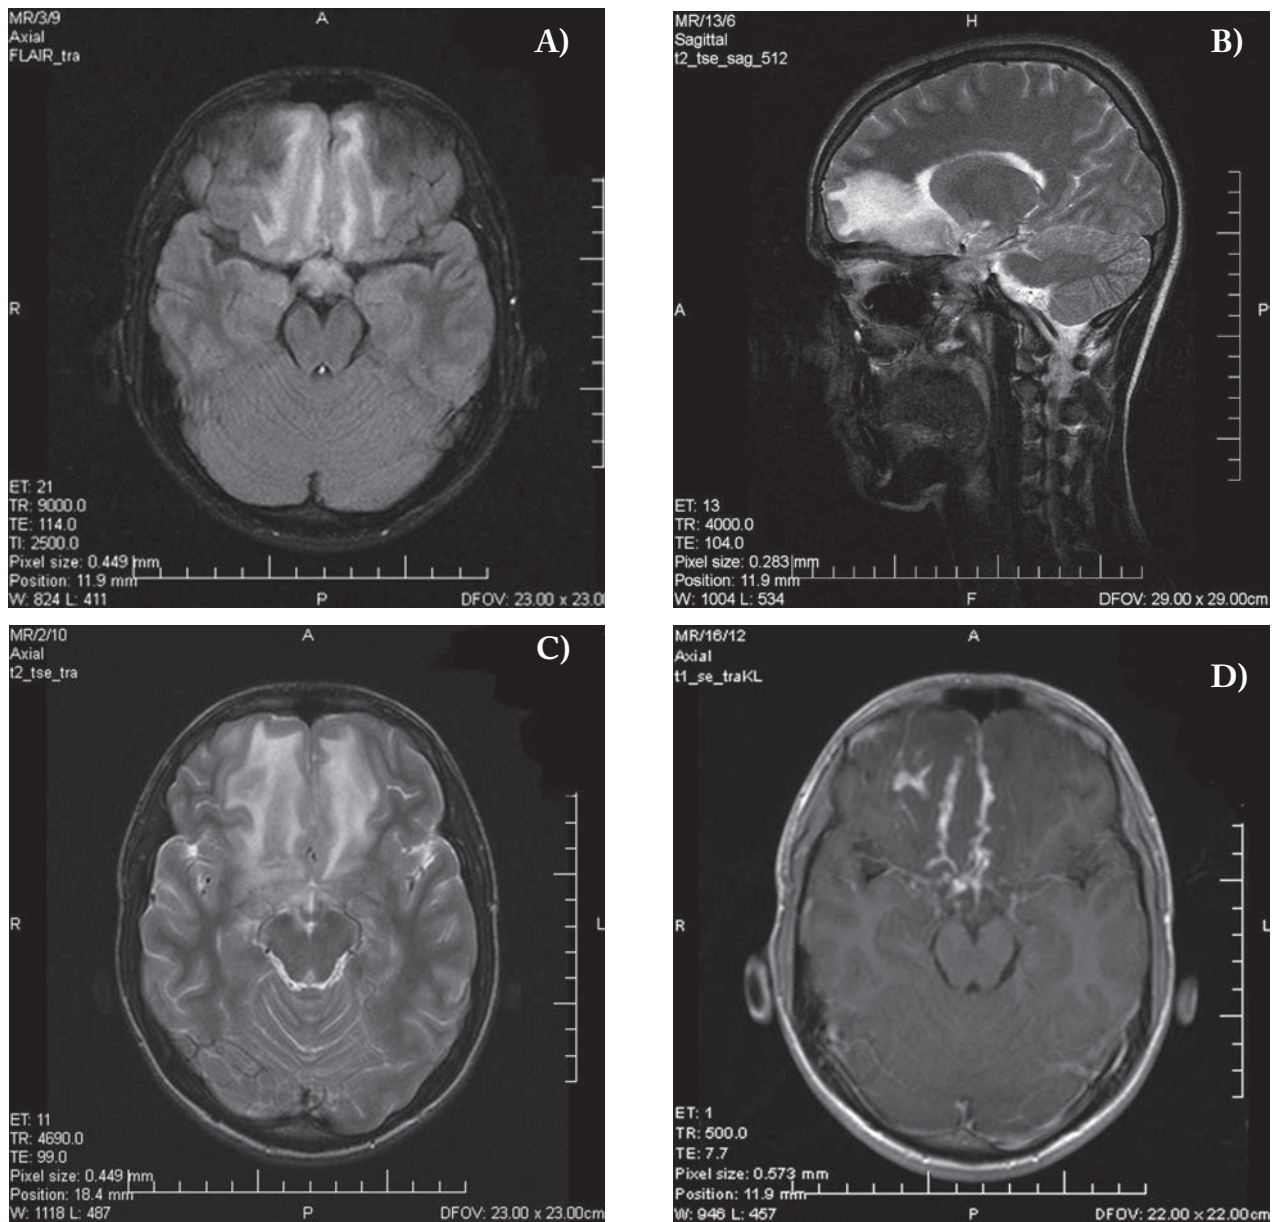 MR/3/9
Axial
FLAIR_tra
A
A)
R
ET: 21
TR: 9000.0
TE: 114.0
TI: 2500.0
Pixel size: 0.449 mm
Position: 11.9 mm
W: 824 L: 411
P
DFOV: 23.00 x 23.00
MR/13/6
Sagittal
t2_tse_sag_512
H
B)
A
P
ET: 13
TR: 4000.0
TE: 104.0
Pixel size: 0.283 mm
Position: 11.9 mm
W: 1004 L: 534
F
DFOV: 29.00 x 29.00cm
MR/2/10
Axial
t2_tse_tra
A
C)
R
L
ET: 11
TR: 4690.0
TE: 99.0
Pixel size: 0.449 mm
Position: 18.4 mm
W: 1118 L: 487
P
DFOV: 23.00 x 23.00cm
MR/16/12
Axial
t1_se_traKL
A
D)
R
L
ET: 1
TR: 500.0
TE: 7.7
Pixel size: 0.573 mm
Position: 11.9 mm
W: 946 L: 457
P
DFOV: 22.00 x 22.00cm